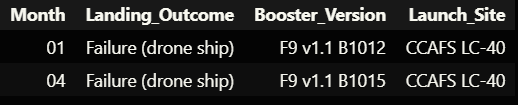 Month Landing_Outcome Booster_Version Launch_Site
01 Failure (drone ship) F9 v1.1 B1012 CCAFS LC-40
04 Failure (drone ship) F9 v1.1 B1015 CCAFS LC-40